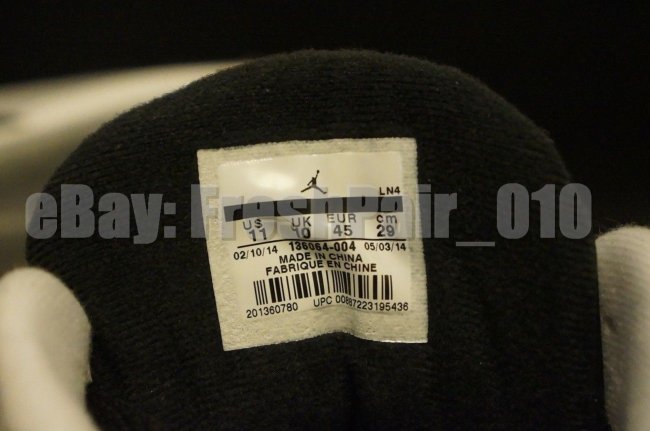 LN4
US UK EUR cm
11 10 45 29
02/10/14 136064-004 05/03/14
MADE IN CHINA
FABRIQUE EN CHINE
201360780 UPC 00887223195436
eBay: FreshPair_010